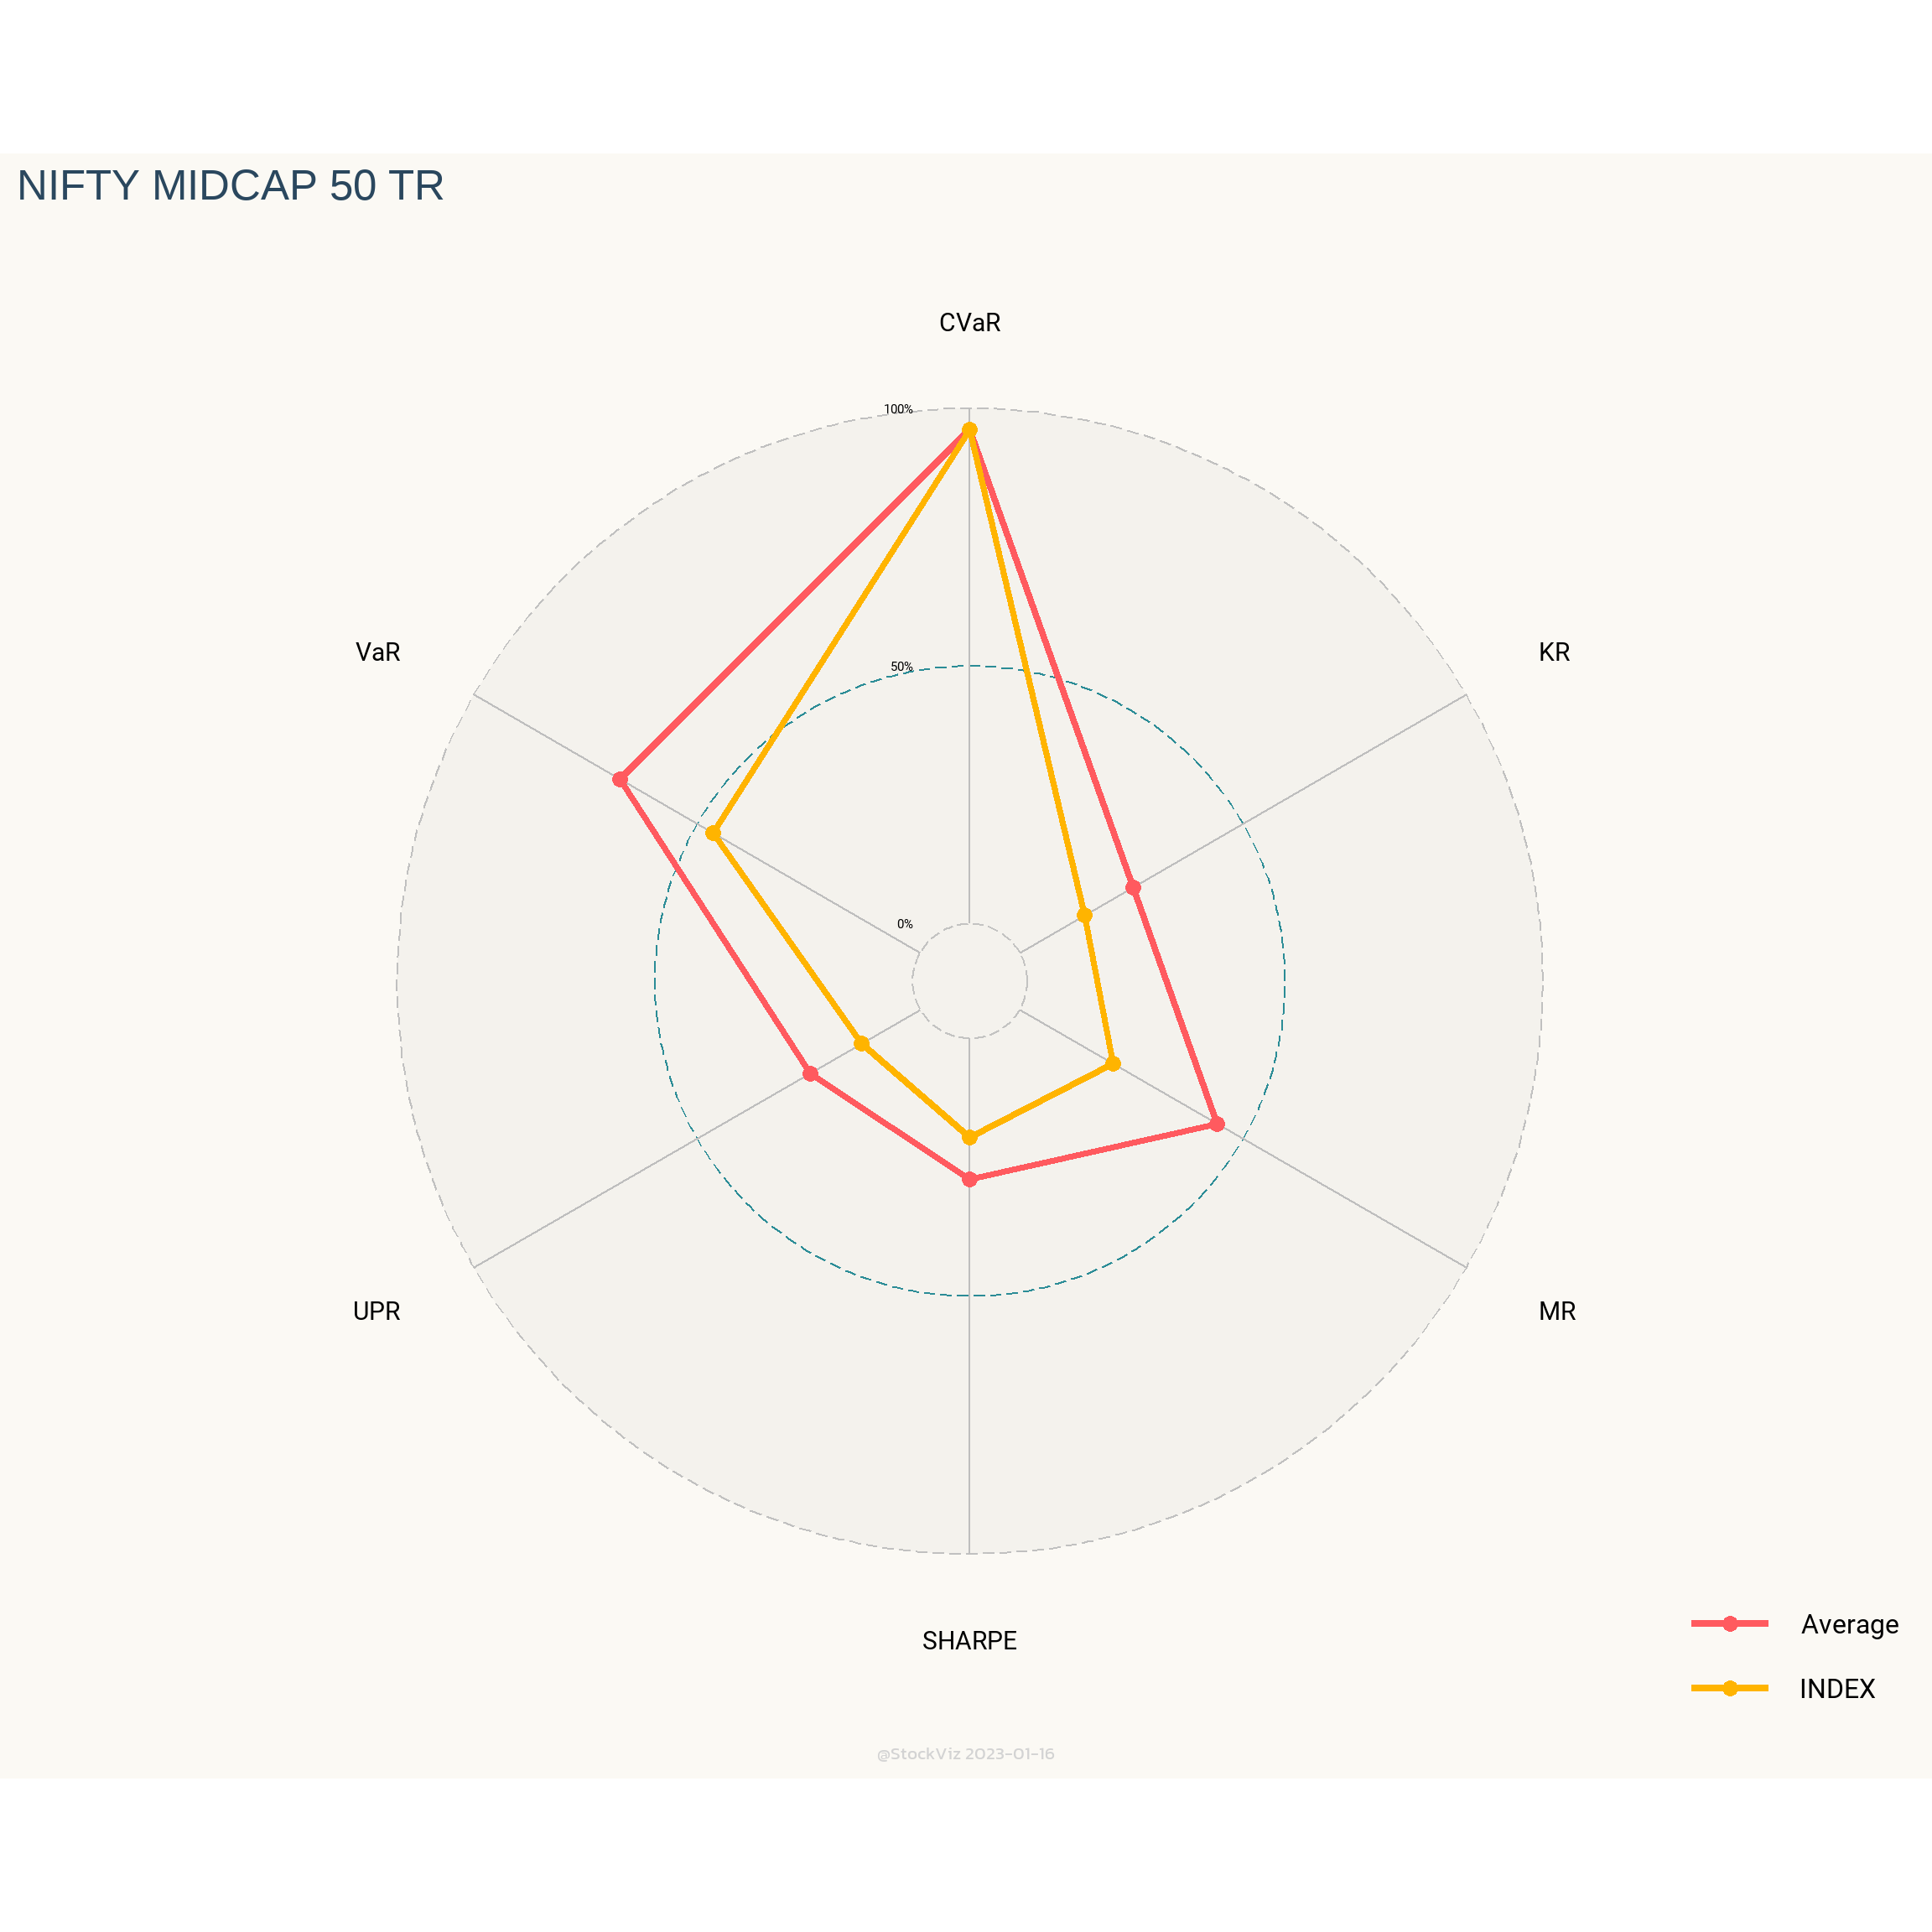 NIFTY MIDCAP 50 TR
CVaR
100%
VaR
KR
50%
0%
UPR
MR
SHARPE
Average
INDEX
@StockViz 2023-01-16